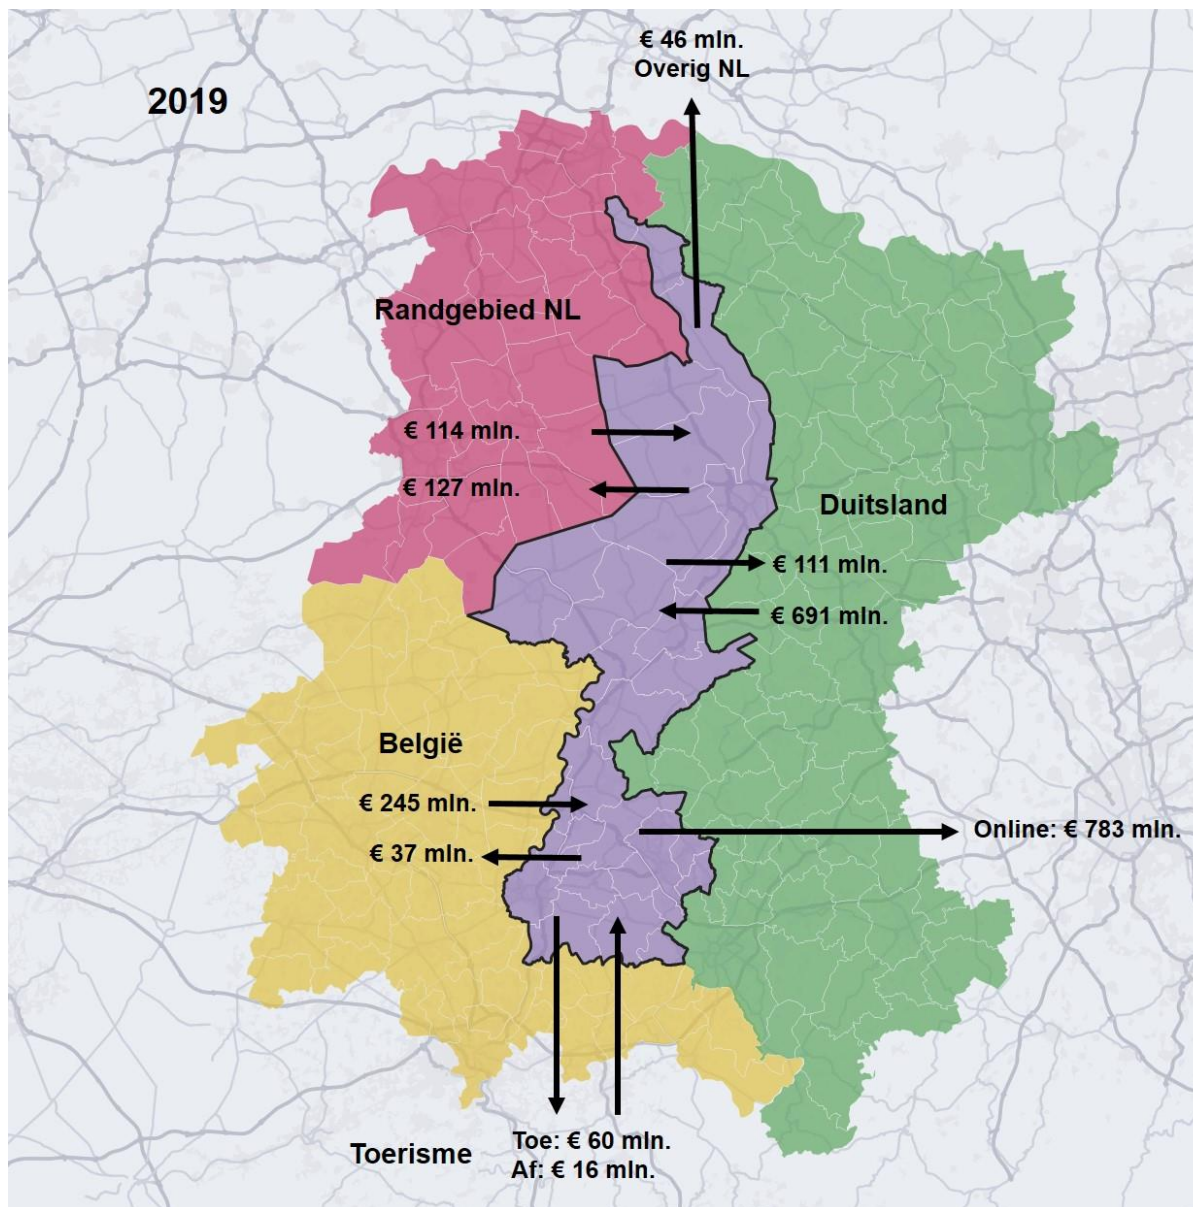 € 46 mln.
Overig NL
2019
Randgebied NL
€ 114 mln.
€ 127 mln.
Duitsland
€ 111 mln.
€ 691 mln.
België
€ 245 mln.
€ 37 mln.
Online: € 783 mln.
Toerisme
Toe: € 60 mln.
Af: € 16 mln.